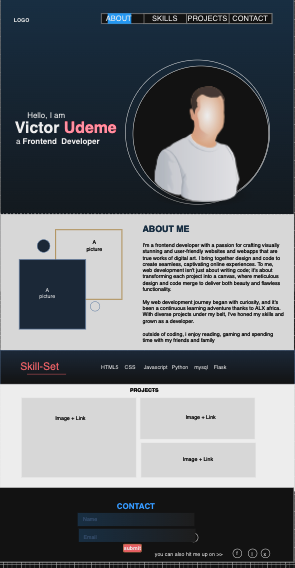 LOGO
ABOUT SKILLS PROJECTS CONTACT
Hello, I am
Victor Udeme
a Frontend Developer
A
picture
A
picture
ABOUT ME
I'm a frontend developer with a passion for crafting visually
stunning and user-friendly websites and webapps that are
true works of digital art. I bring together design and code to
create seamless, captivating online experiences. To me,
web development isn't just about writing code; it's about
transforming each project into a canvas, where meticulous
design and code merge to deliver both beauty and flawless
functionality.
My web development journey began with curiosity, and it's
been a continuous learning adventure thanks to ALX africa.
With diverse projects under my belt, I've honed my skills and
grown as a developer.
outside of coding, i enjoy reading, gaming and spending
time with my friends and family
Skill-Set
HTML5 CSS Javascript Python mysql Flask
PROJECTS
Image + Link
Image + Link
Image + Link
CONTACT
Name
Email
submit
you can also hit me up on >>